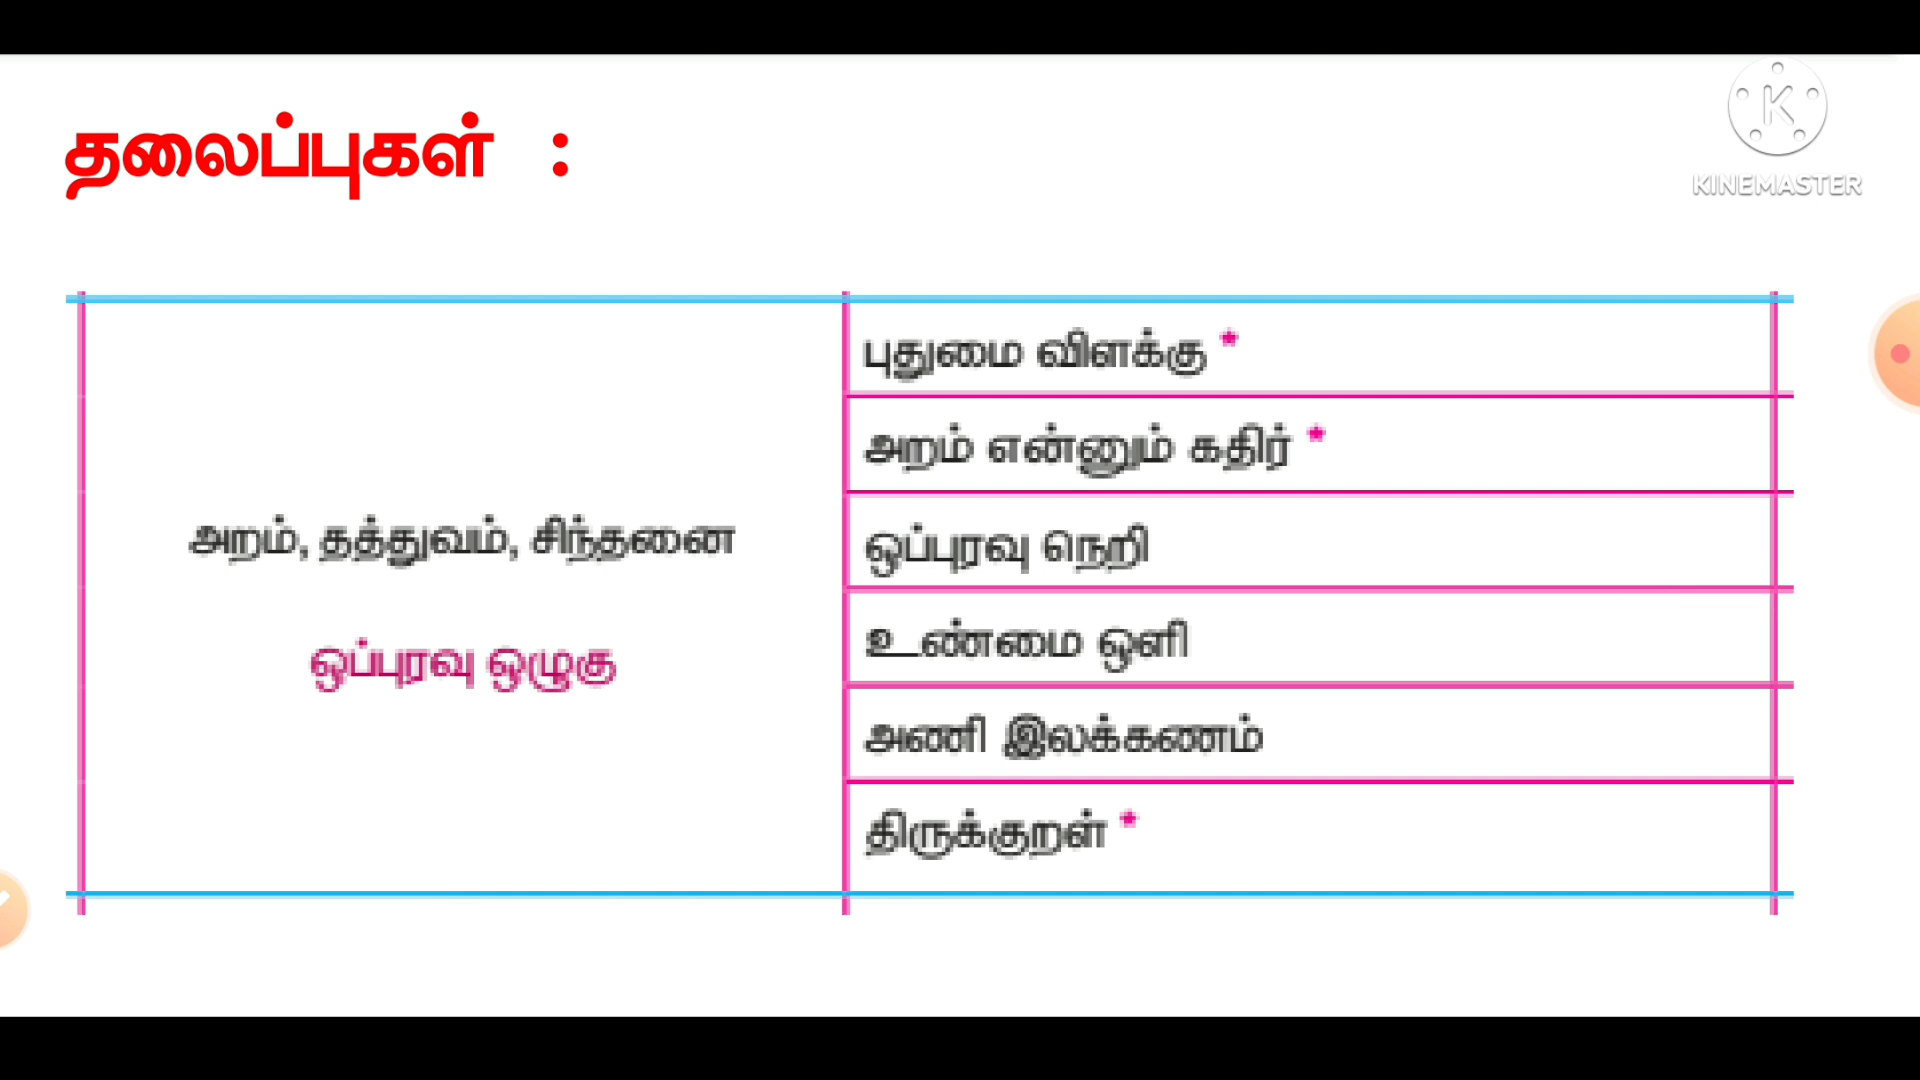 தலைப்புகள் :
KINEMASTER
புதுமை விளக்கு *
அறம் என்னும் கதிர் *
ஒப்புரவு நெறி
அறம், தத்துவம், சிந்தனை
ஒப்புரவு ஒழுகு
உண்மை ஒளி
அணி இலக்கணம்
திருக்குறள் *